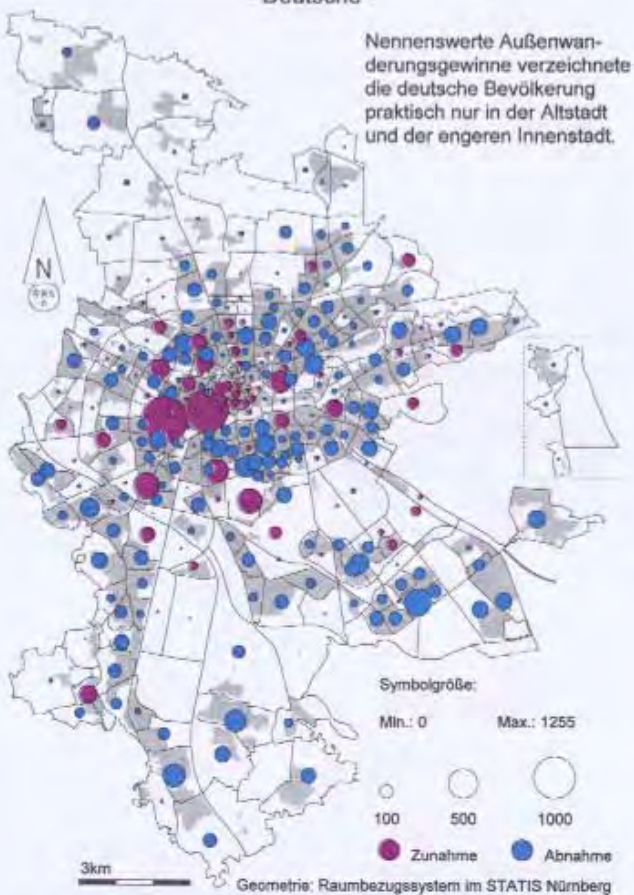 Deutsche
Nennenswerte Außenwan-
derungsgewinne verzeichnete
die deutsche Bevölkerung
praktisch nur in der Altstadt
und der engeren Innenstadt.
N
Symbolgröße:
Min.: 0 Max.: 1255
100 500 1000
Zunahme Abnahme
3km
Geometrie: Raumbezugssystem im STATIS Nürnberg